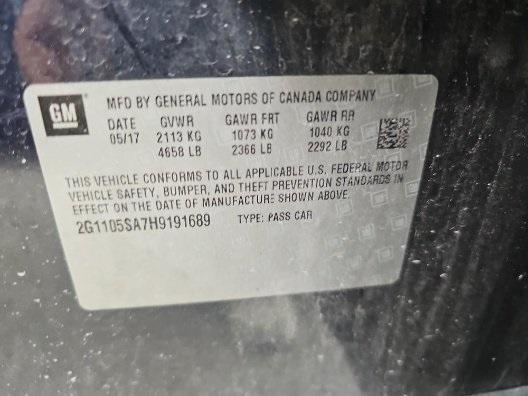 GM
MFD BY GENERAL MOTORS OF CANADA COMPANY
DATE GVWR GAWR FRT GAWR RR
05/17 2113 KG 1073 KG 1040 KG
4658 LB 2366 LB 2292 LB
THIS VEHICLE CONFORMS TO ALL APPLICABLE U.S. FEDERAL MOTOR
VEHICLE SAFETY, BUMPER, AND THEFT PREVENTION STANDARDS IN
EFFECT ON THE DATE OF MANUFACTURE SHOWN ABOVE.
2G1105SA7H9191689 TYPE: PASS CAR